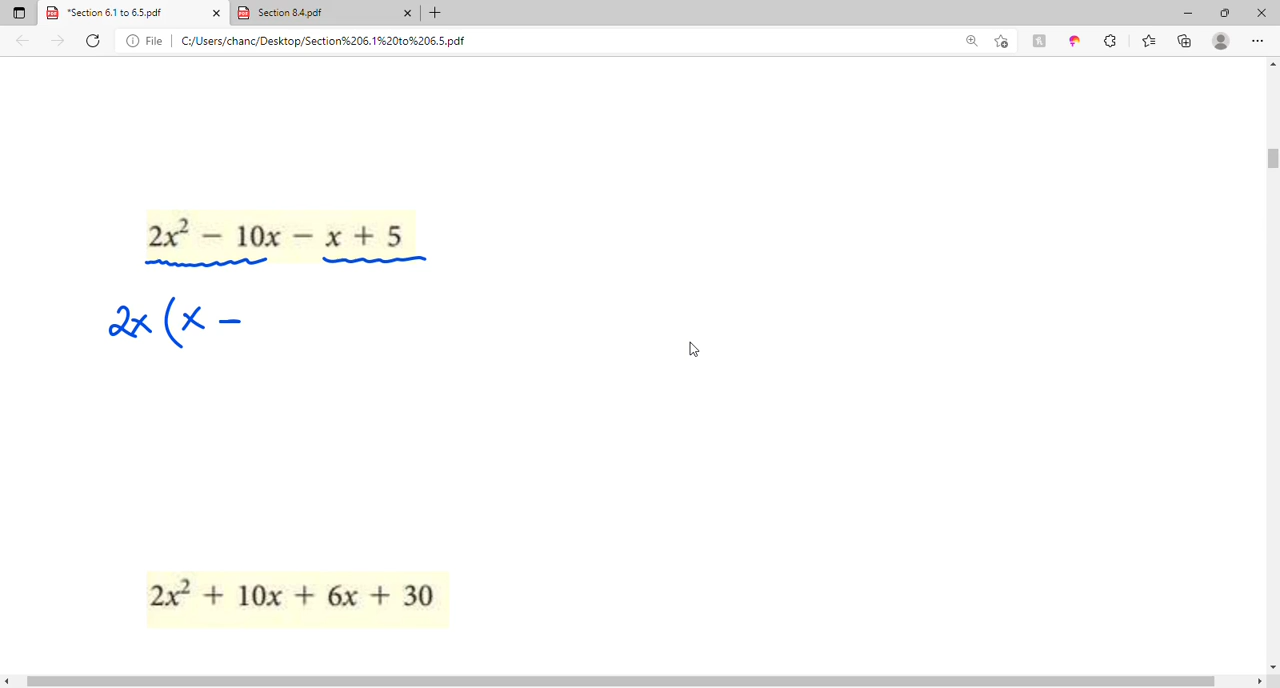 *Section 6.1 to 6.5.pdf
Section 8.4.pdf
File | C:/Users/chanc/Desktop/Section%206.1%20to%206.5.pdf
2x² − 10x − x + 5
2x (x −
2x² + 10x + 6x + 30